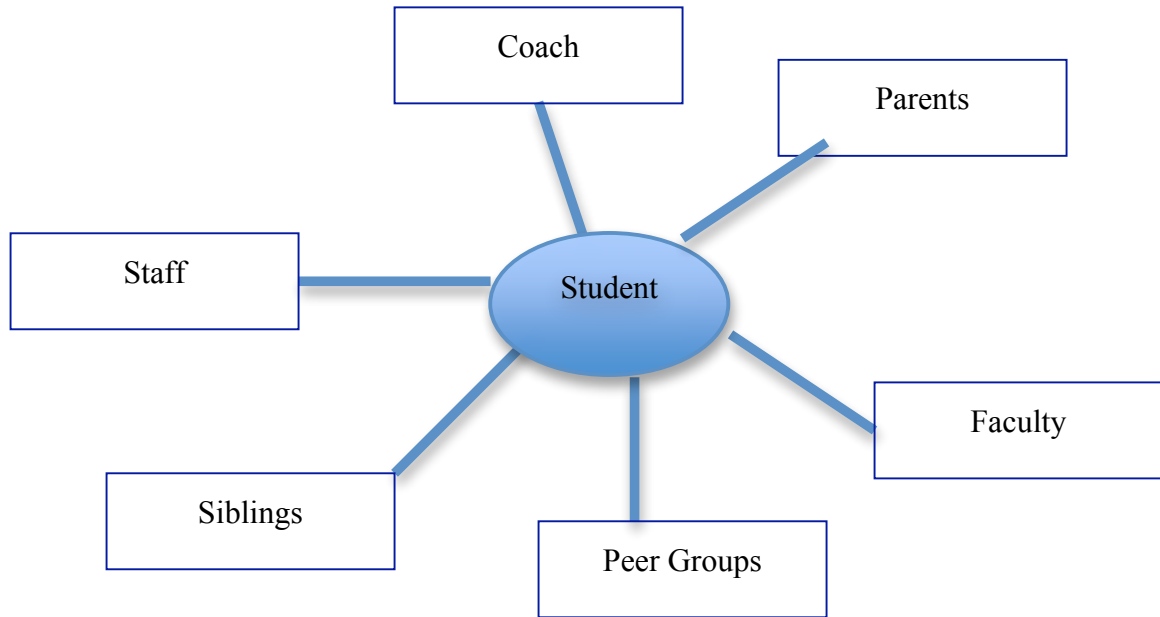 Coach
Parents
Staff
Student
Faculty
Siblings
Peer Groups